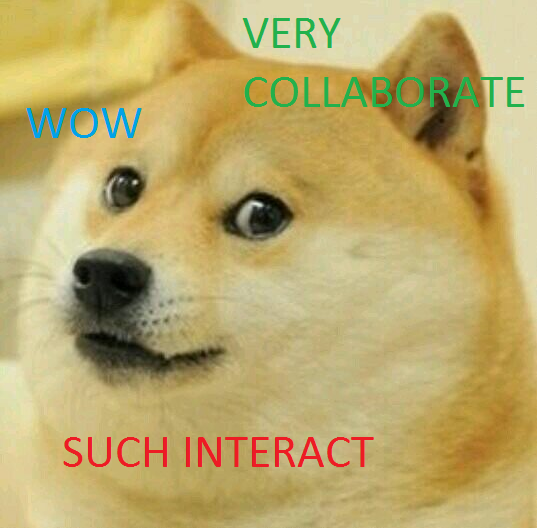 VERY
COLLABORATE
WOW
SUCH INTERACT